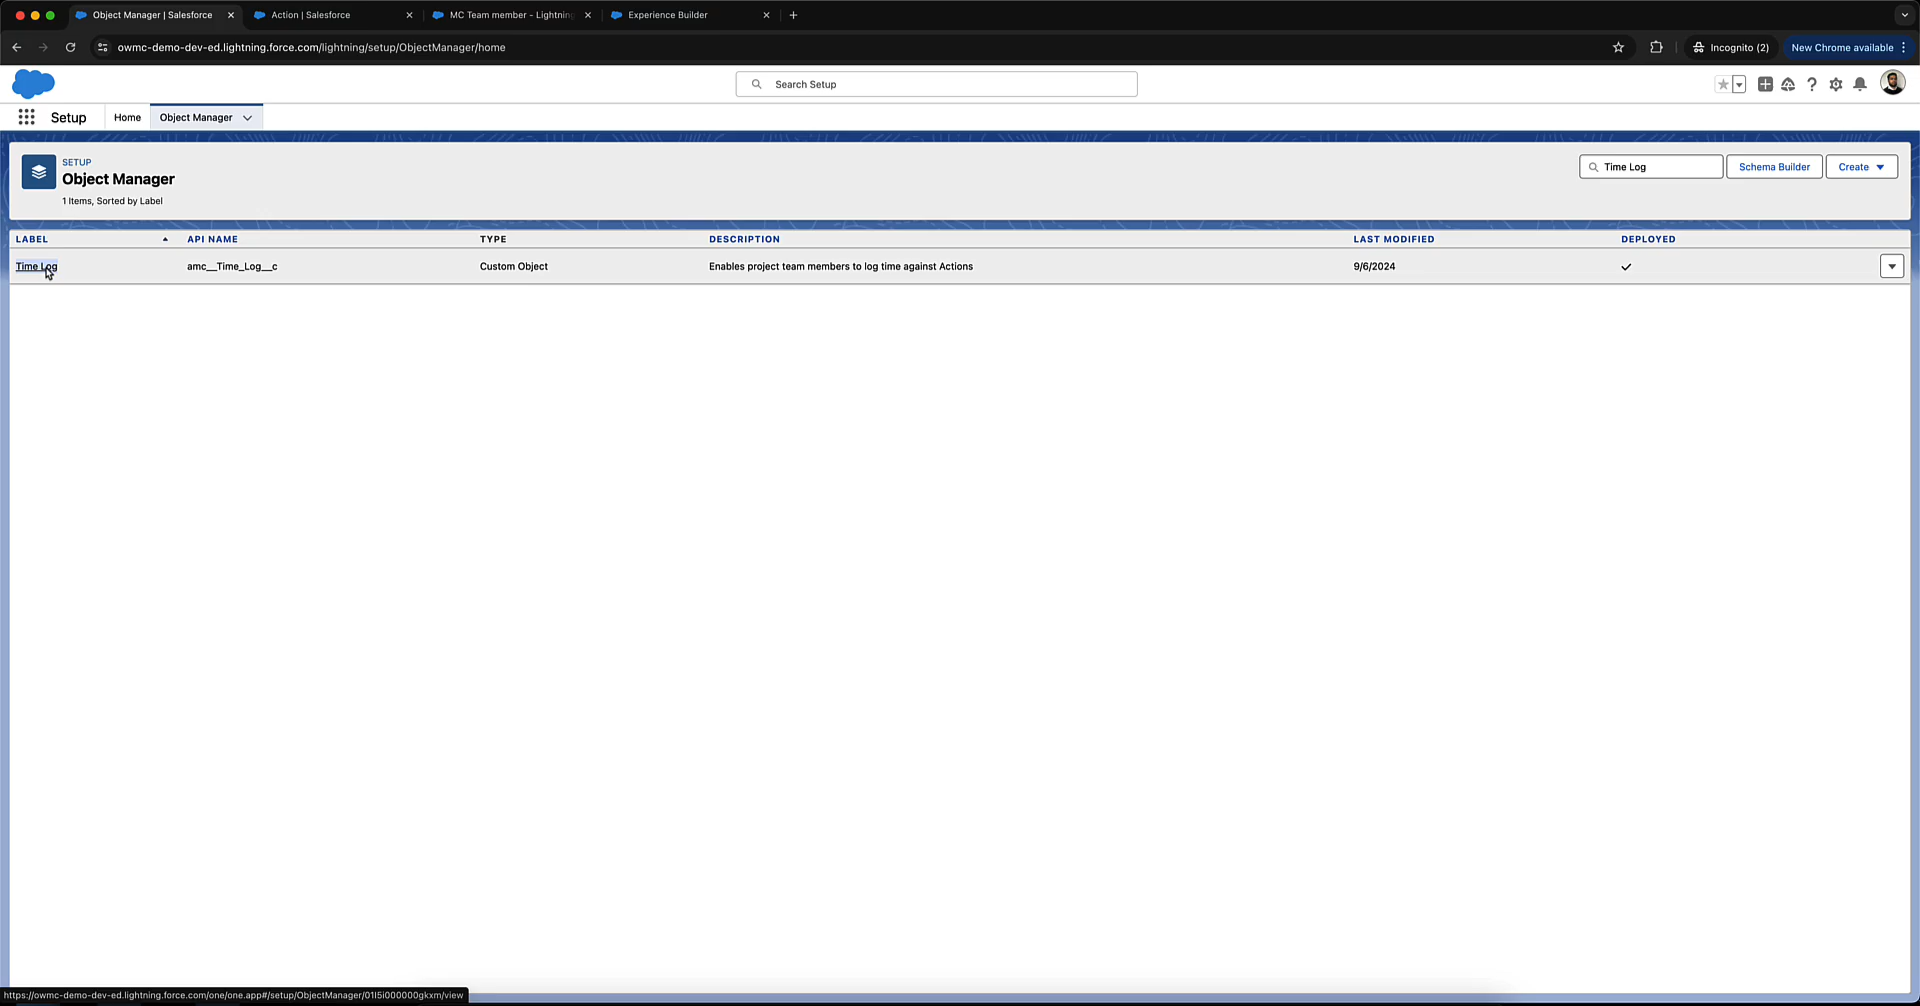 Object Manager | Salesforce
Action | Salesforce
MC Team member - Lightning
Experience Builder
owmc-demo-dev-ed.lightning.force.com/lightning/setup/ObjectManager/home
Incognito (2)
New Chrome available
Search Setup
Setup
Home
Object Manager
SETUP
Object Manager
1 Items, Sorted by Label
Time Log
Schema Builder
Create
LABEL
API NAME
TYPE
DESCRIPTION
LAST MODIFIED
DEPLOYED
Time Log
amc__Time_Log__c
Custom Object
Enables project team members to log time against Actions
9/6/2024
https://owmc-demo-dev-ed.lightning.force.com/one/one.app#/setup/ObjectManager/01I5i000000gkxm/view